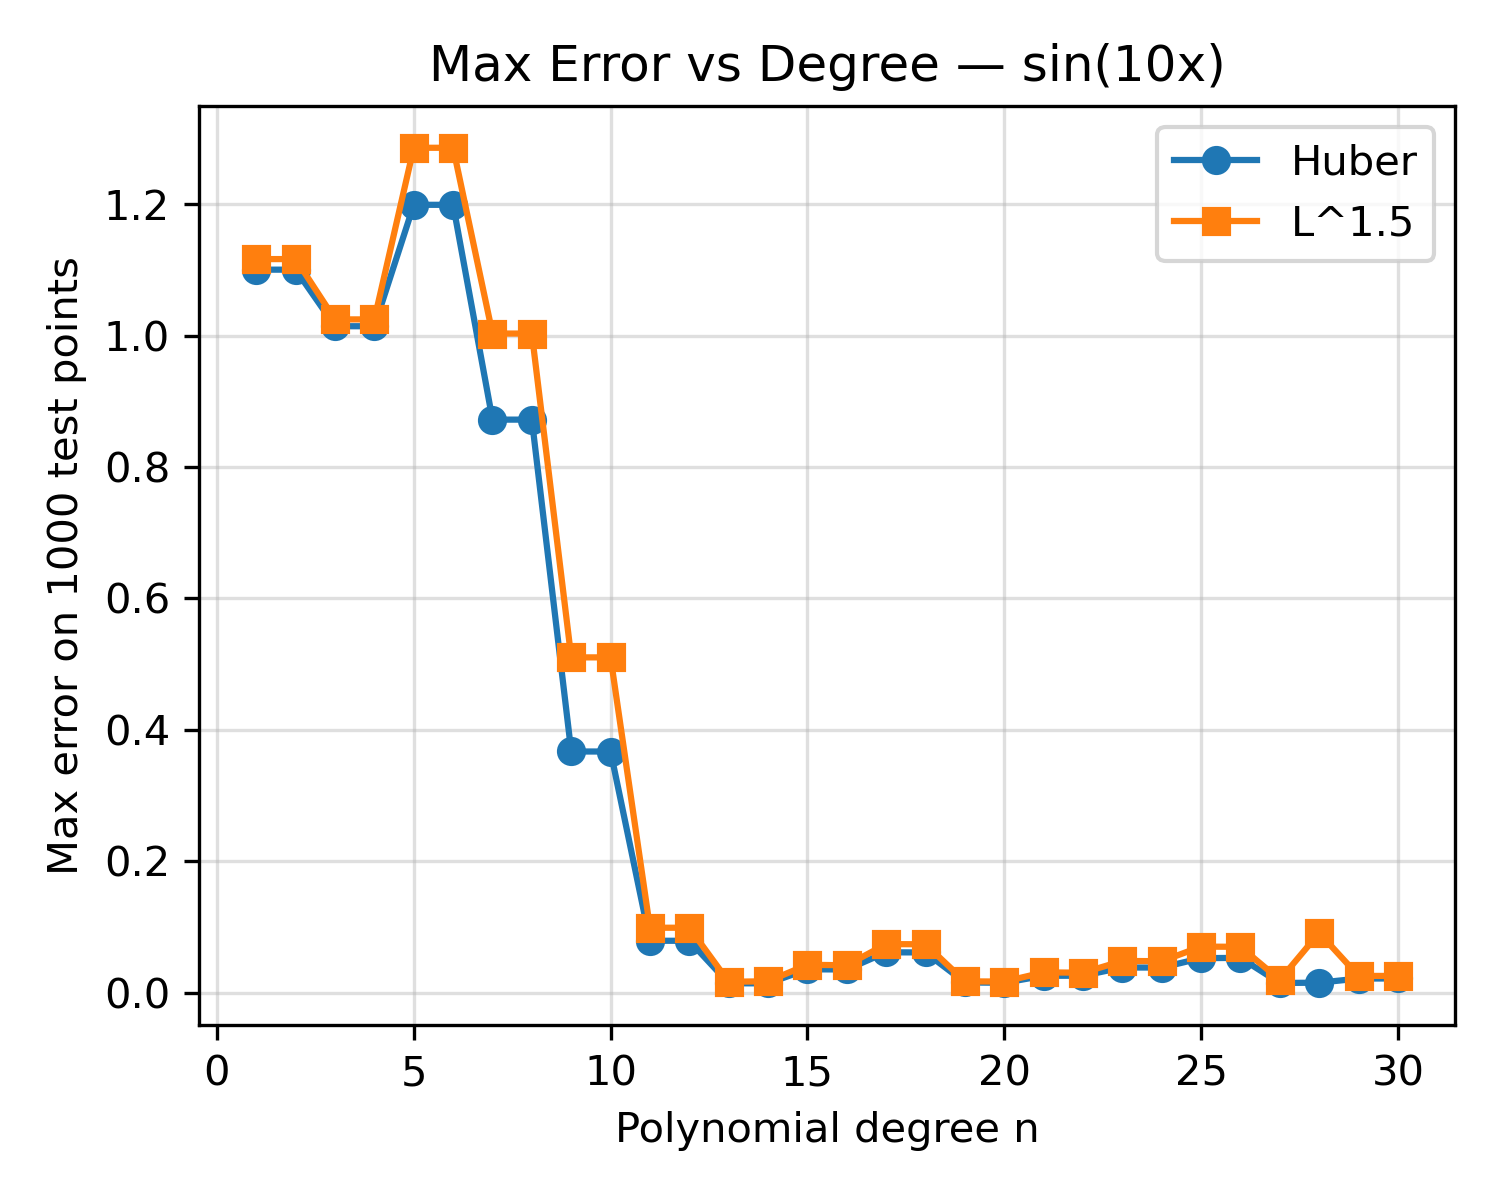 Max Error vs Degree — sin(10x)
Huber
L^1.5
Max error on 1000 test points
1.2
1.0
0.8
0.6
0.4
0.2
0.0
0 5 10 15 20 25 30
Polynomial degree n